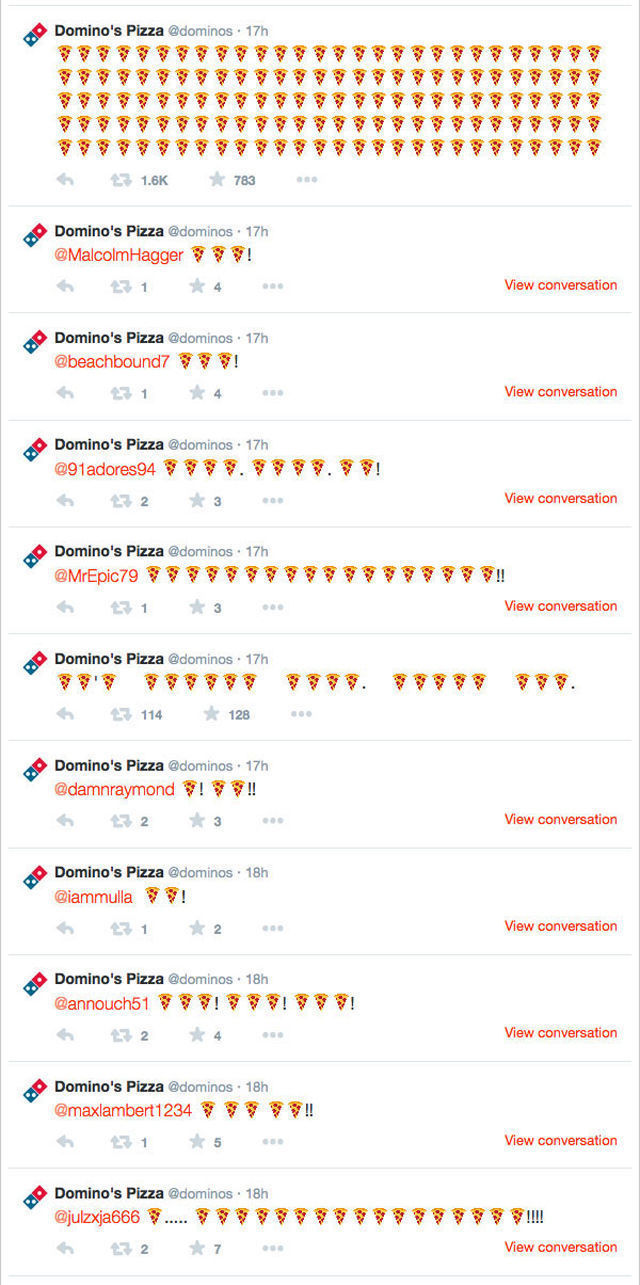 Domino's Pizza @dominos · 17h
🍕🍕🍕🍕🍕🍕🍕🍕🍕🍕🍕🍕🍕🍕🍕🍕🍕🍕🍕🍕🍕🍕🍕🍕🍕🍕🍕🍕
🍕🍕🍕🍕🍕🍕🍕🍕🍕🍕🍕🍕🍕🍕🍕🍕🍕🍕🍕🍕🍕🍕🍕🍕🍕🍕🍕🍕
🍕🍕🍕🍕🍕🍕🍕🍕🍕🍕🍕🍕🍕🍕🍕🍕🍕🍕🍕🍕🍕🍕🍕🍕🍕🍕🍕🍕
🍕🍕🍕🍕🍕🍕🍕🍕🍕🍕🍕🍕🍕🍕🍕🍕🍕🍕🍕🍕🍕🍕🍕🍕🍕🍕🍕🍕
🍕🍕🍕🍕🍕🍕🍕🍕🍕🍕🍕🍕🍕🍕🍕🍕🍕🍕🍕🍕🍕🍕🍕🍕🍕🍕🍕🍕
1.6K 783
Domino's Pizza @dominos · 17h
@MalcolmHagger 🍕🍕🍕!
1 4 View conversation
Domino's Pizza @dominos · 17h
@beachbound7 🍕🍕🍕!
1 4 View conversation
Domino's Pizza @dominos · 17h
@91adores94 🍕🍕🍕🍕. 🍕🍕🍕🍕. 🍕🍕!
2 3 View conversation
Domino's Pizza @dominos · 17h
@MrEpic79 🍕🍕🍕🍕🍕🍕🍕🍕🍕🍕🍕🍕🍕🍕🍕🍕🍕🍕!!
1 3 View conversation
Domino's Pizza @dominos · 17h
🍕🍕'🍕 🍕🍕🍕🍕🍕🍕 🍕🍕🍕🍕. 🍕🍕🍕🍕🍕 🍕🍕🍕.
114 128
Domino's Pizza @dominos · 17h
@damnraymond 🍕! 🍕🍕!!
2 3 View conversation
Domino's Pizza @dominos · 18h
@iammulla 🍕🍕!
1 2 View conversation
Domino's Pizza @dominos · 18h
@annouch51 🍕🍕🍕! 🍕🍕🍕! 🍕🍕🍕!
2 4 View conversation
Domino's Pizza @dominos · 18h
@maxlambert1234 🍕 🍕🍕 🍕🍕!!
1 5 View conversation
Domino's Pizza @dominos · 18h
@julzxja666 🍕..... 🍕🍕🍕🍕🍕🍕🍕🍕🍕🍕🍕🍕🍕🍕🍕🍕🍕!!!!
2 7 View conversation